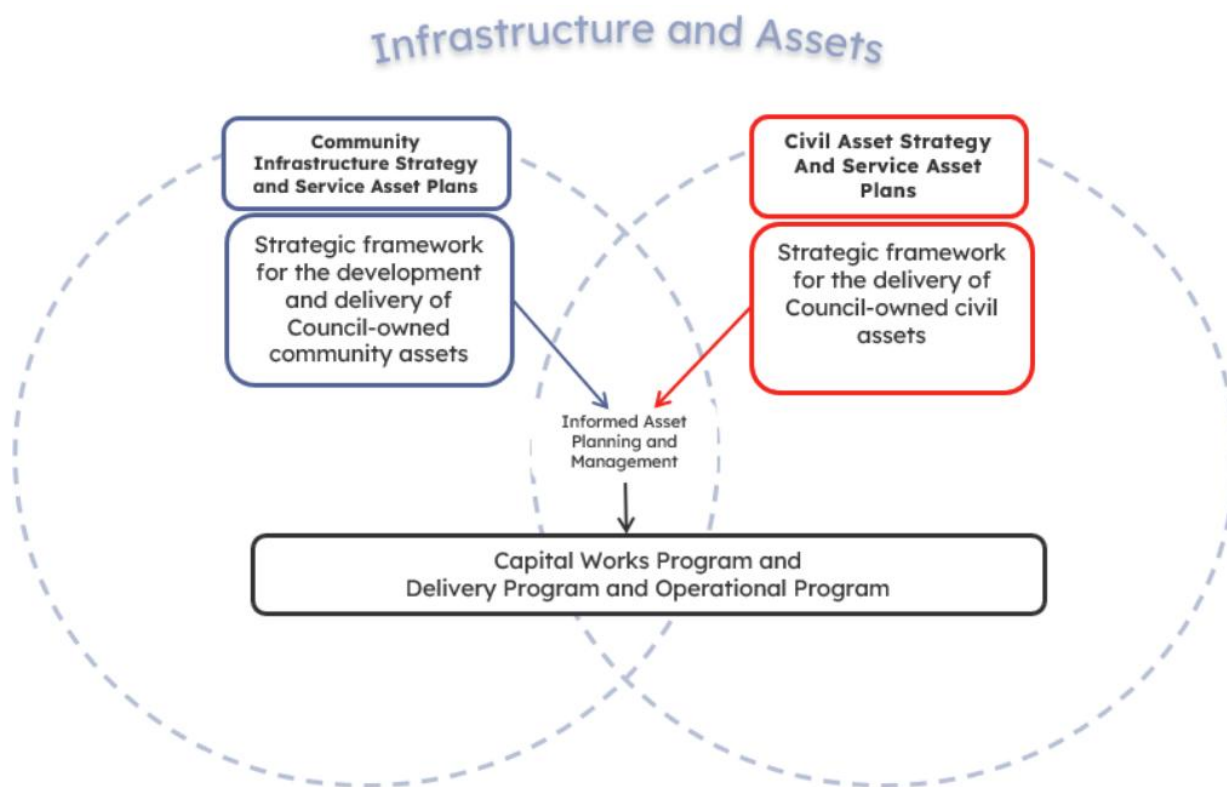 Infrastructure and Assets
Community
Infrastructure Strategy
and Service Asset Plans
Strategic framework
for the development
and delivery of
Council-owned
community assets
Civil Asset Strategy
And Service Asset
Plans
Strategic framework
for the delivery of
Council-owned civil
assets
Informed Asset
Planning and
Management
Capital Works Program and
Delivery Program and Operational Program